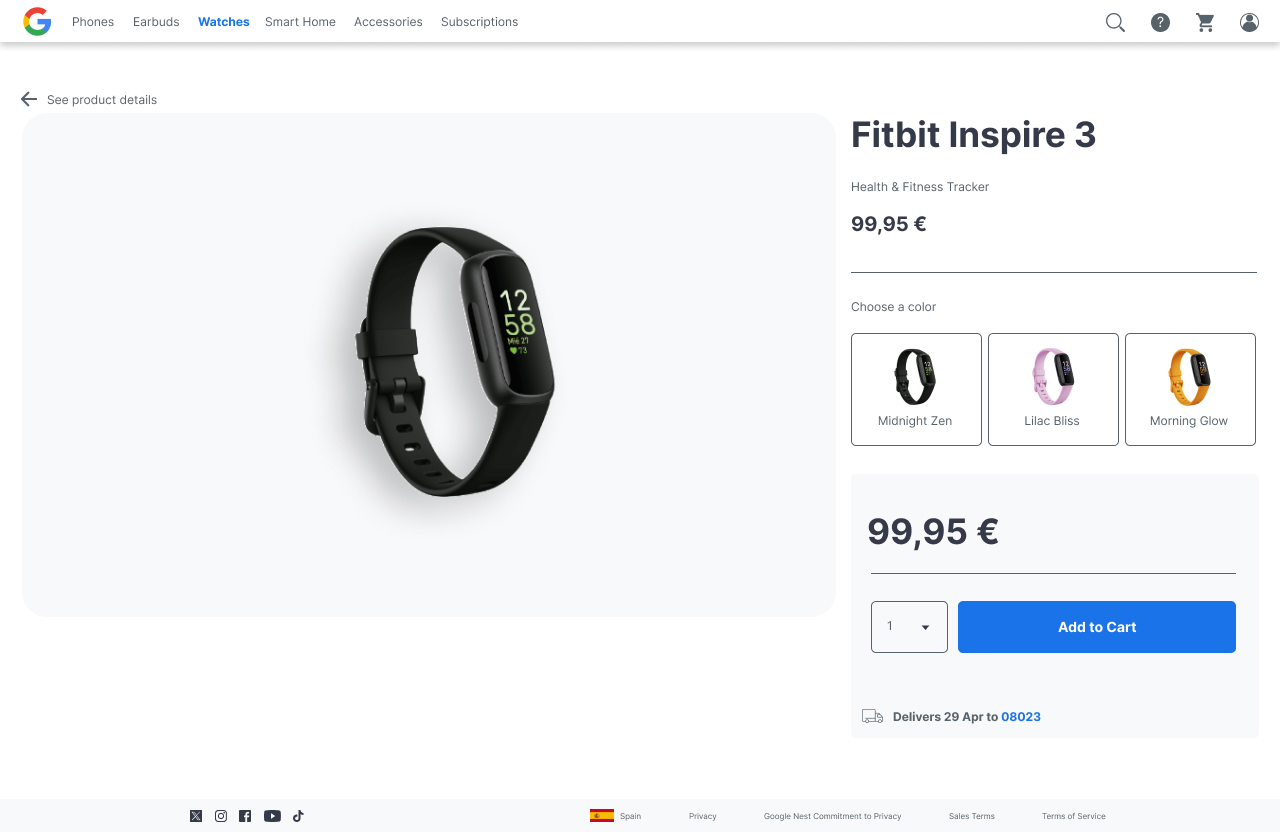 Phones Earbuds Watches Smart Home Accessories Subscriptions
See product details
12
58
Mié 27
73
Fitbit Inspire 3
Health & Fitness Tracker
99,95 €
Choose a color
Midnight Zen Lilac Bliss Morning Glow
99,95 €
1 Add to Cart
Delivers 29 Apr to 08023
Spain Privacy Google Nest Commitment to Privacy Sales Terms Terms of Service